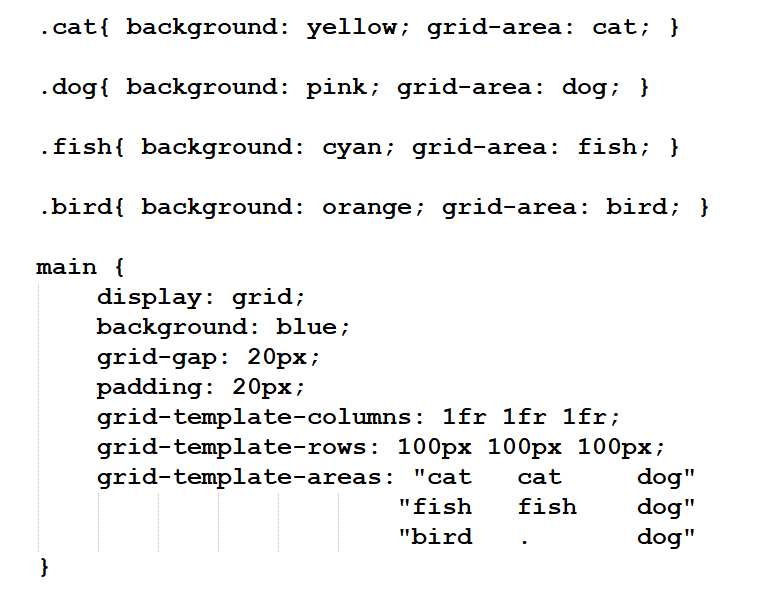 .cat{ background: yellow; grid-area: cat; }
.dog{ background: pink; grid-area: dog; }
.fish{ background: cyan; grid-area: fish; }
.bird{ background: orange; grid-area: bird; }
main {
    display: grid;
    background: blue;
    grid-gap: 20px;
    padding: 20px;
    grid-template-columns: 1fr 1fr 1fr;
    grid-template-rows: 100px 100px 100px;
    grid-template-areas: "cat   cat     dog"
                        "fish   fish    dog"
                        "bird   .       dog"
}